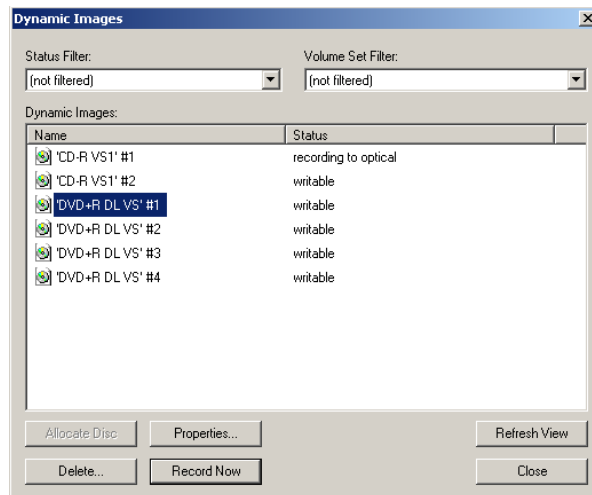 Dynamic Images
Status Filter: Volume Set Filter:
(not filtered) (not filtered)
Dynamic Images:
Name Status
'CD-R VS1' #1 recording to optical
'CD-R VS1' #2 writable
'DVD+R DL VS' #1 writable
'DVD+R DL VS' #2 writable
'DVD+R DL VS' #3 writable
'DVD+R DL VS' #4 writable
Allocate Disc Properties... Refresh View
Delete... Record Now Close